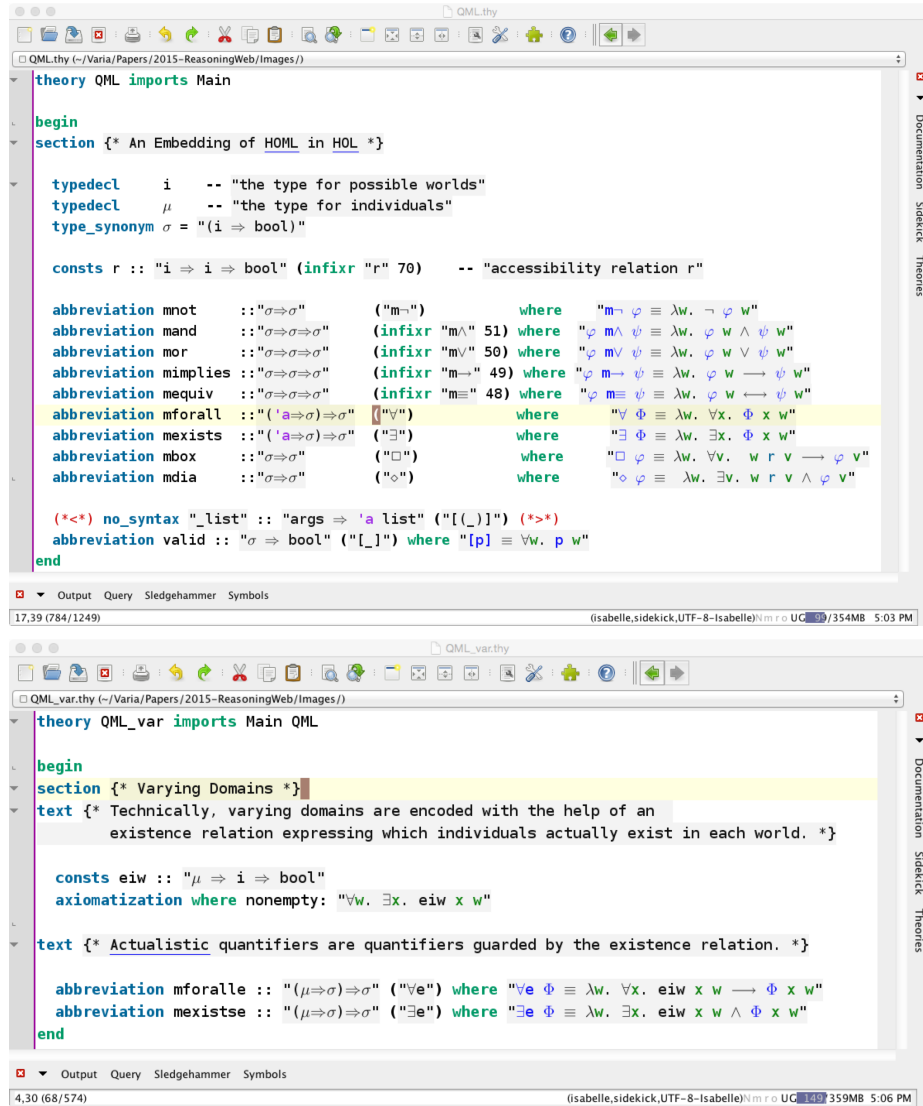 QML.thy
QML.thy (~/Varia/Papers/2015-ReasoningWeb/Images/)
theory QML imports Main
begin
section {* An Embedding of HOML in HOL *}
typedecl i -- "the type for possible worlds"
typedecl μ -- "the type for individuals"
type_synonym σ = "(i ⇒ bool)"
consts r :: "i ⇒ i ⇒ bool" (infixr "r" 70) -- "accessibility relation r"
abbreviation mnot ::"σ⇒σ" ("m¬") where "m¬ φ ≡ λw. ¬ φ w"
abbreviation mand ::"σ⇒σ⇒σ" (infixr "m∧" 51) where "φ m∧ ψ ≡ λw. φ w ∧ ψ w"
abbreviation mor ::"σ⇒σ⇒σ" (infixr "m∨" 50) where "φ m∨ ψ ≡ λw. φ w ∨ ψ w"
abbreviation mimplies ::"σ⇒σ⇒σ" (infixr "m→" 49) where "φ m→ ψ ≡ λw. φ w ⟶ ψ w"
abbreviation mequiv ::"σ⇒σ⇒σ" (infixr "m≡" 48) where "φ m≡ ψ ≡ λw. φ w ⟷ ψ w"
abbreviation mforall ::"('a⇒σ)⇒σ" ("∀") where "∀ Φ ≡ λw. ∀x. Φ x w"
abbreviation mexists ::"('a⇒σ)⇒σ" ("∃") where "∃ Φ ≡ λw. ∃x. Φ x w"
abbreviation mbox ::"σ⇒σ" ("□") where "□ φ ≡ λw. ∀v. w r v ⟶ φ v"
abbreviation mdia ::"σ⇒σ" ("◇") where "◇ φ ≡ λw. ∃v. w r v ∧ φ v"
(*<*) no_syntax "_list" :: "args ⇒ 'a list" ("[(_)]") (*>*)
abbreviation valid :: "σ ⇒ bool" ("[_]") where "[p] ≡ ∀w. p w"
end
Documentation Sidekick Theories
Output Query Sledgehammer Symbols
17,39 (784/1249) (isabelle,sidekick,UTF-8-Isabelle)N m r o UG 99/354MB 5:03 PM
QML_var.thy
QML_var.thy (~/Varia/Papers/2015-ReasoningWeb/Images/)
theory QML_var imports Main QML
begin
section {* Varying Domains *}
text {* Technically, varying domains are encoded with the help of an
existence relation expressing which individuals actually exist in each world. *}
consts eiw :: "μ ⇒ i ⇒ bool"
axiomatization where nonempty: "∀w. ∃x. eiw x w"
text {* Actualistic quantifiers are quantifiers guarded by the existence relation. *}
abbreviation mforalle :: "(μ⇒σ)⇒σ" ("∀e") where "∀e Φ ≡ λw. ∀x. eiw x w ⟶ Φ x w"
abbreviation mexistse :: "(μ⇒σ)⇒σ" ("∃e") where "∃e Φ ≡ λw. ∃x. eiw x w ∧ Φ x w"
end
Documentation Sidekick Theories
Output Query Sledgehammer Symbols
4,30 (68/574) (isabelle,sidekick,UTF-8-Isabelle)N m r o UG 149/359MB 5:06 PM